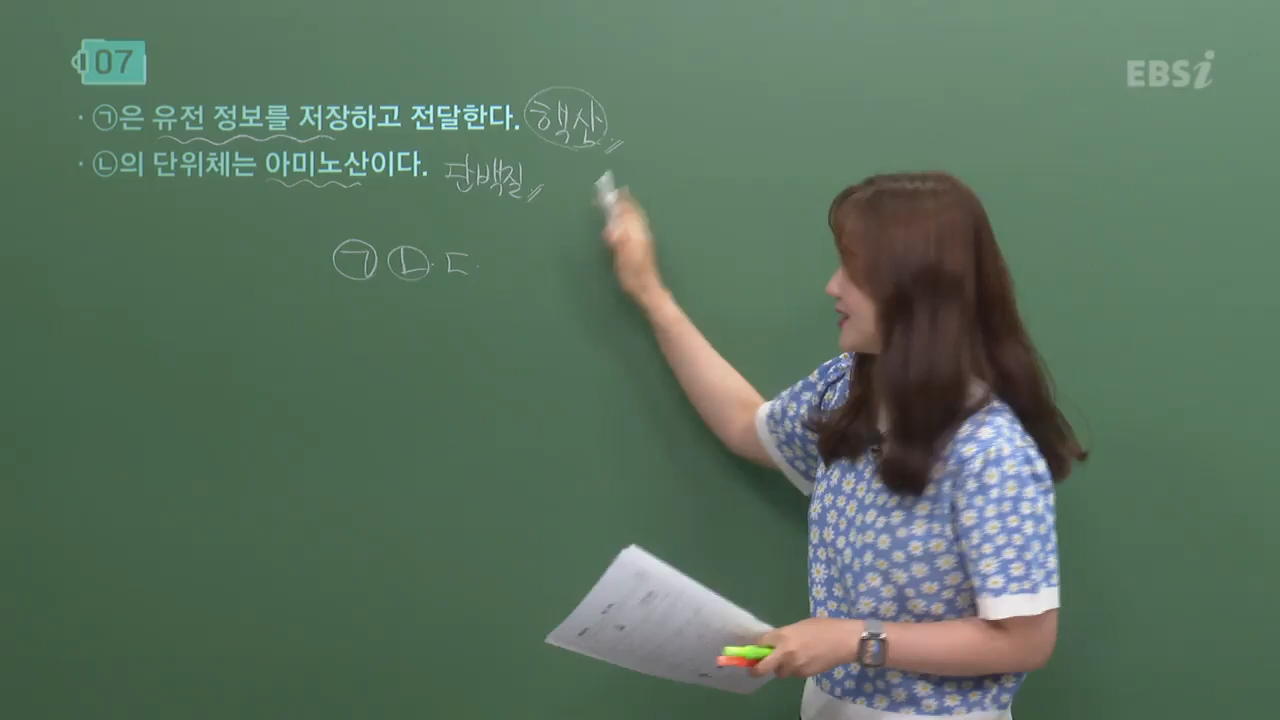 07
EBSi
· ㉠은 유전 정보를 저장하고 전달한다. 핵산
· ㉡의 단위체는 아미노산이다. 단백질
ㄱ ㄴ. ㄷ.